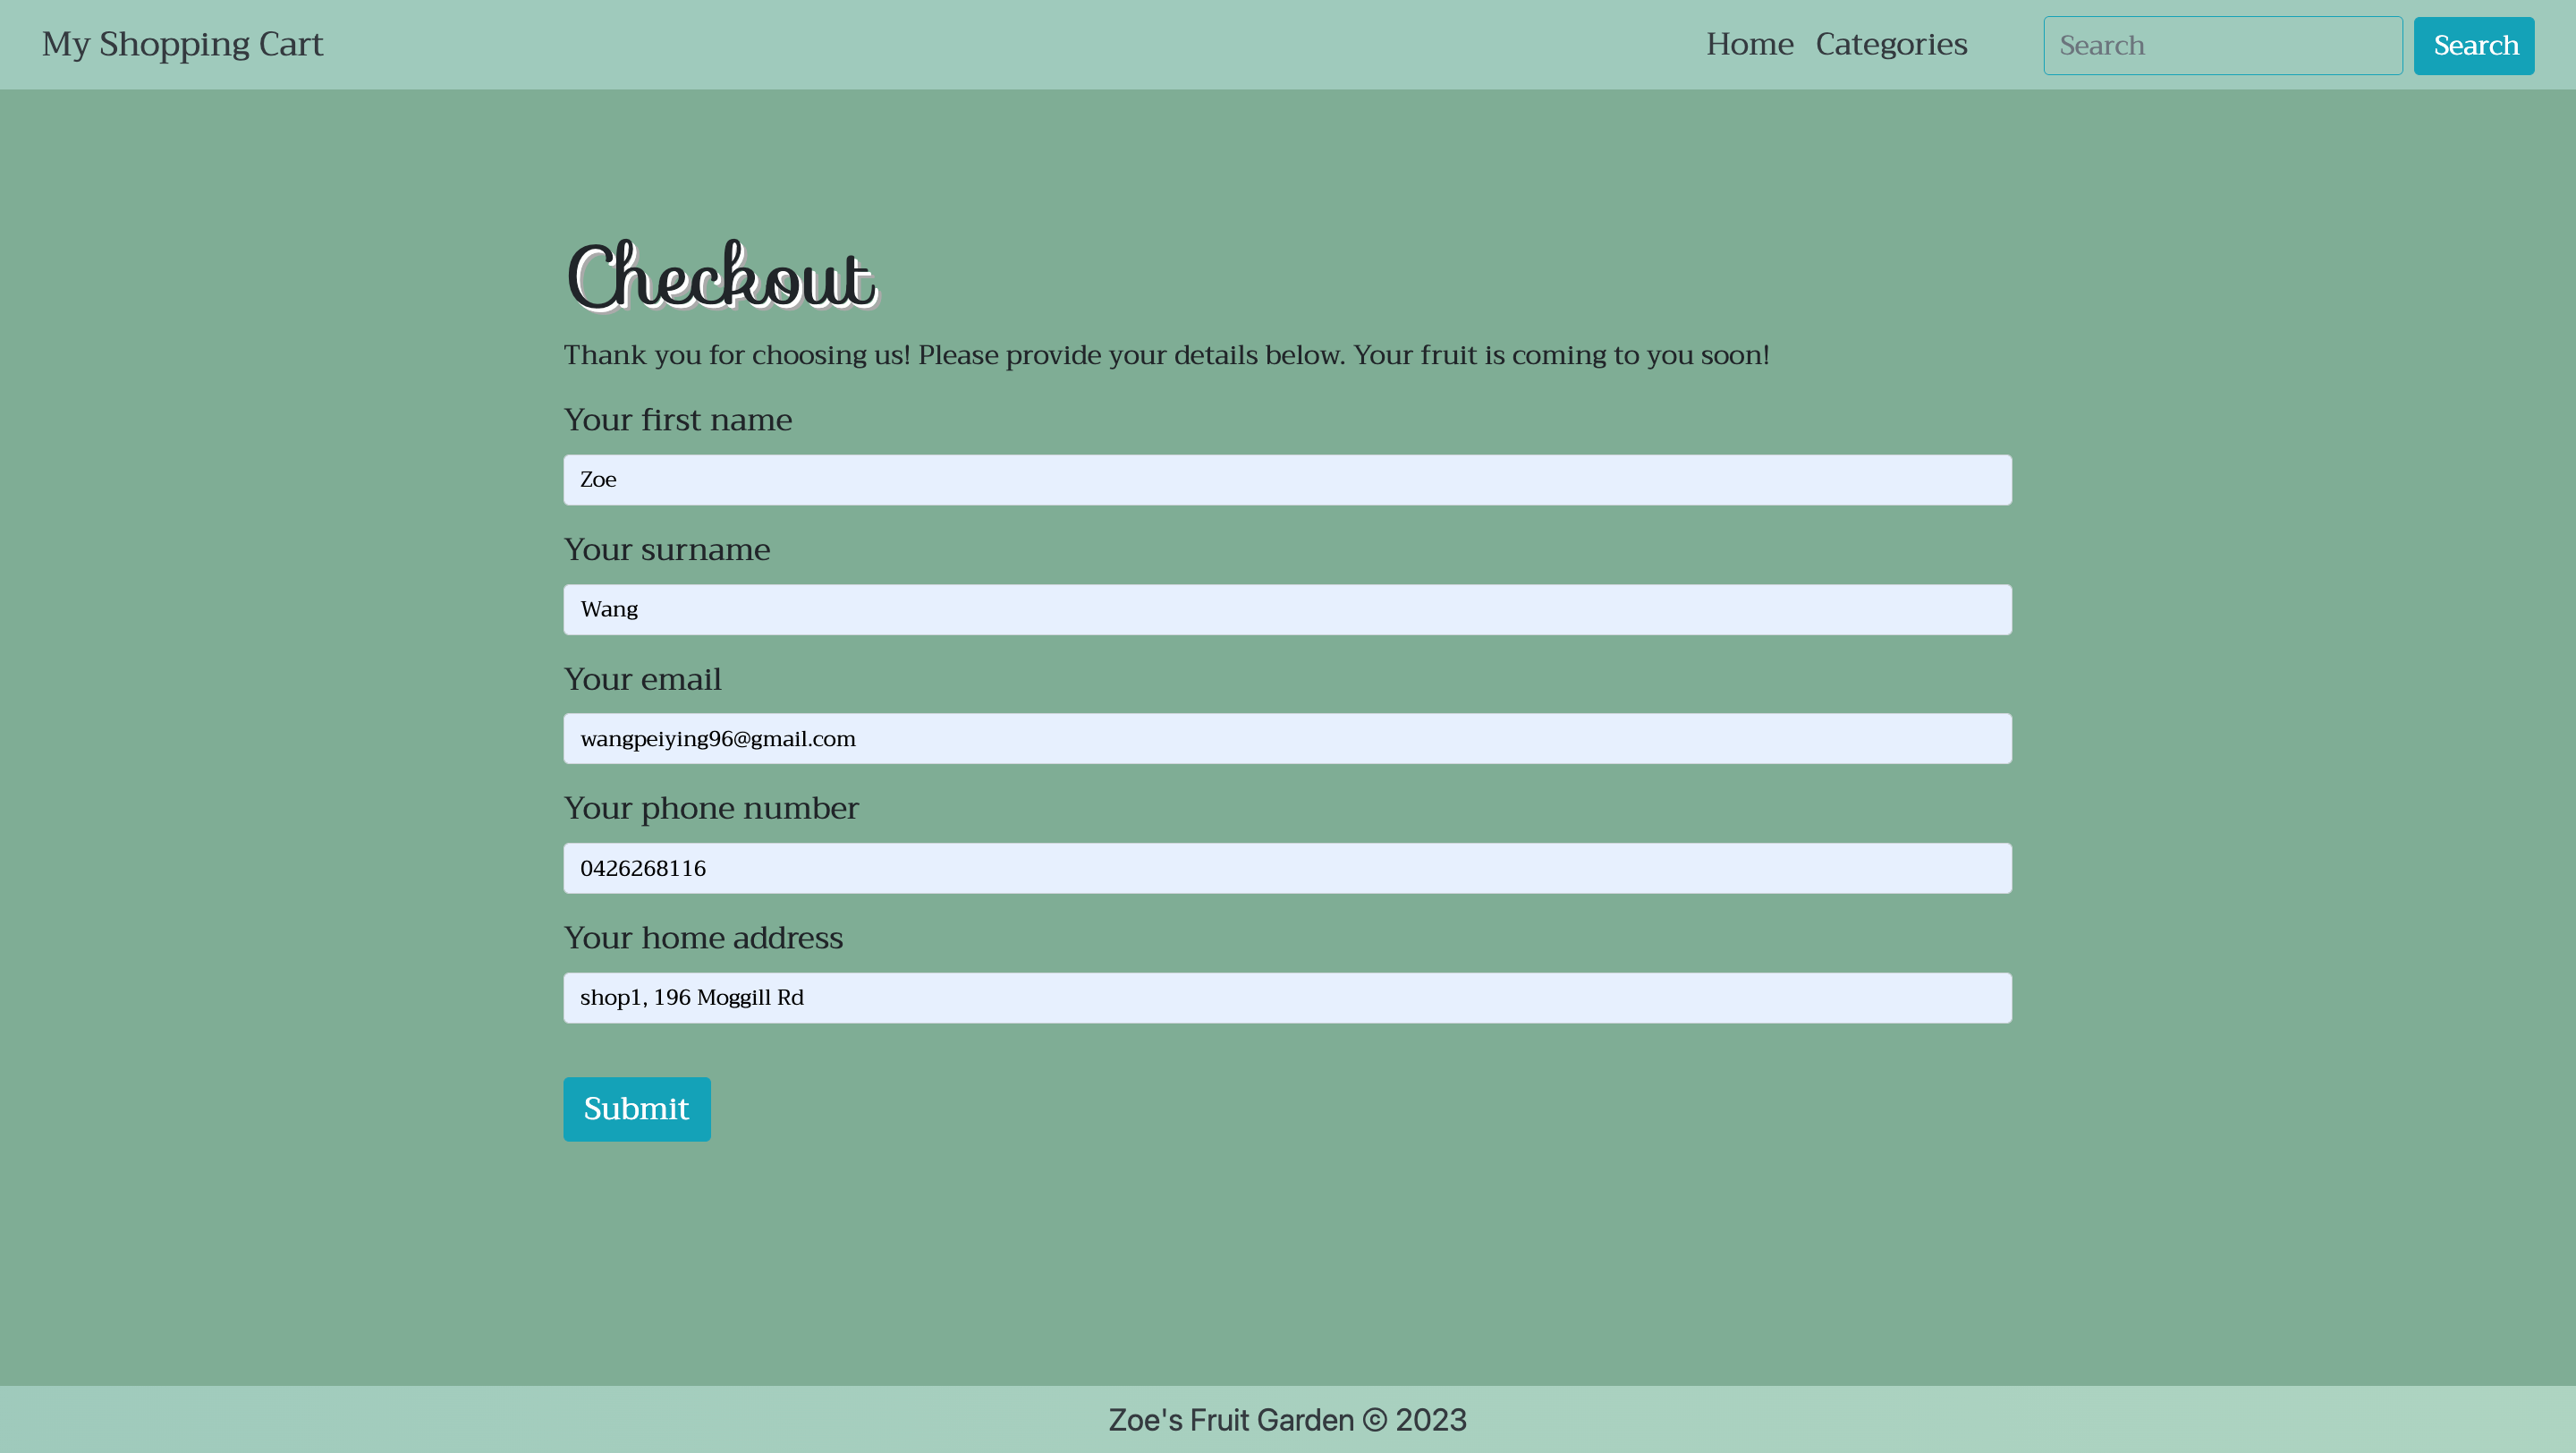 My Shopping Cart
Home Categories Search Search
Checkout
Thank you for choosing us! Please provide your details below. Your fruit is coming to you soon!
Your first name
Zoe
Your surname
Wang
Your email
wangpeiying96@gmail.com
Your phone number
0426268116
Your home address
shop1, 196 Moggill Rd
Submit
Zoe's Fruit Garden © 2023